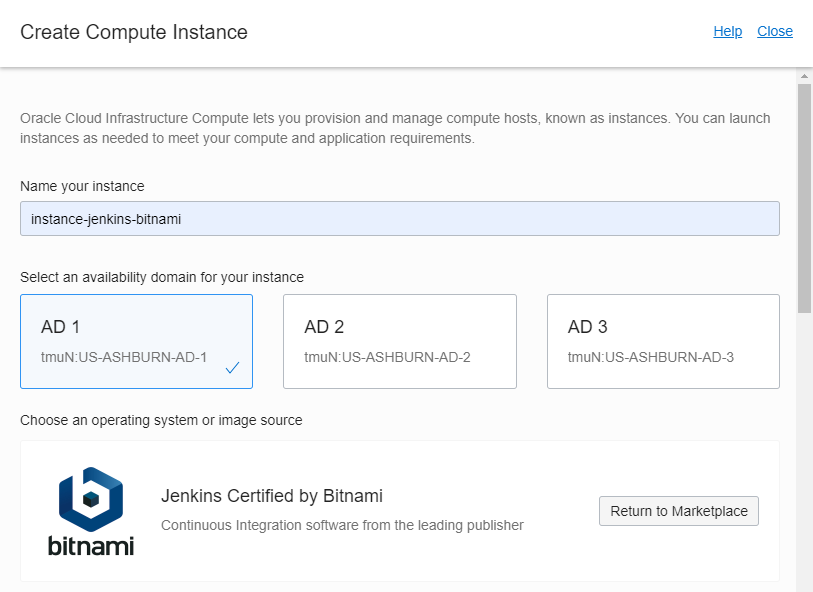 Create Compute Instance
Help Close
Oracle Cloud Infrastructure Compute lets you provision and manage compute hosts, known as instances. You can launch
instances as needed to meet your compute and application requirements.
Name your instance
instance-jenkins-bitnami
Select an availability domain for your instance
AD 1
tmuN:US-ASHBURN-AD-1
AD 2
tmuN:US-ASHBURN-AD-2
AD 3
tmuN:US-ASHBURN-AD-3
Choose an operating system or image source
bitnami
Jenkins Certified by Bitnami
Continuous Integration software from the leading publisher
Return to Marketplace